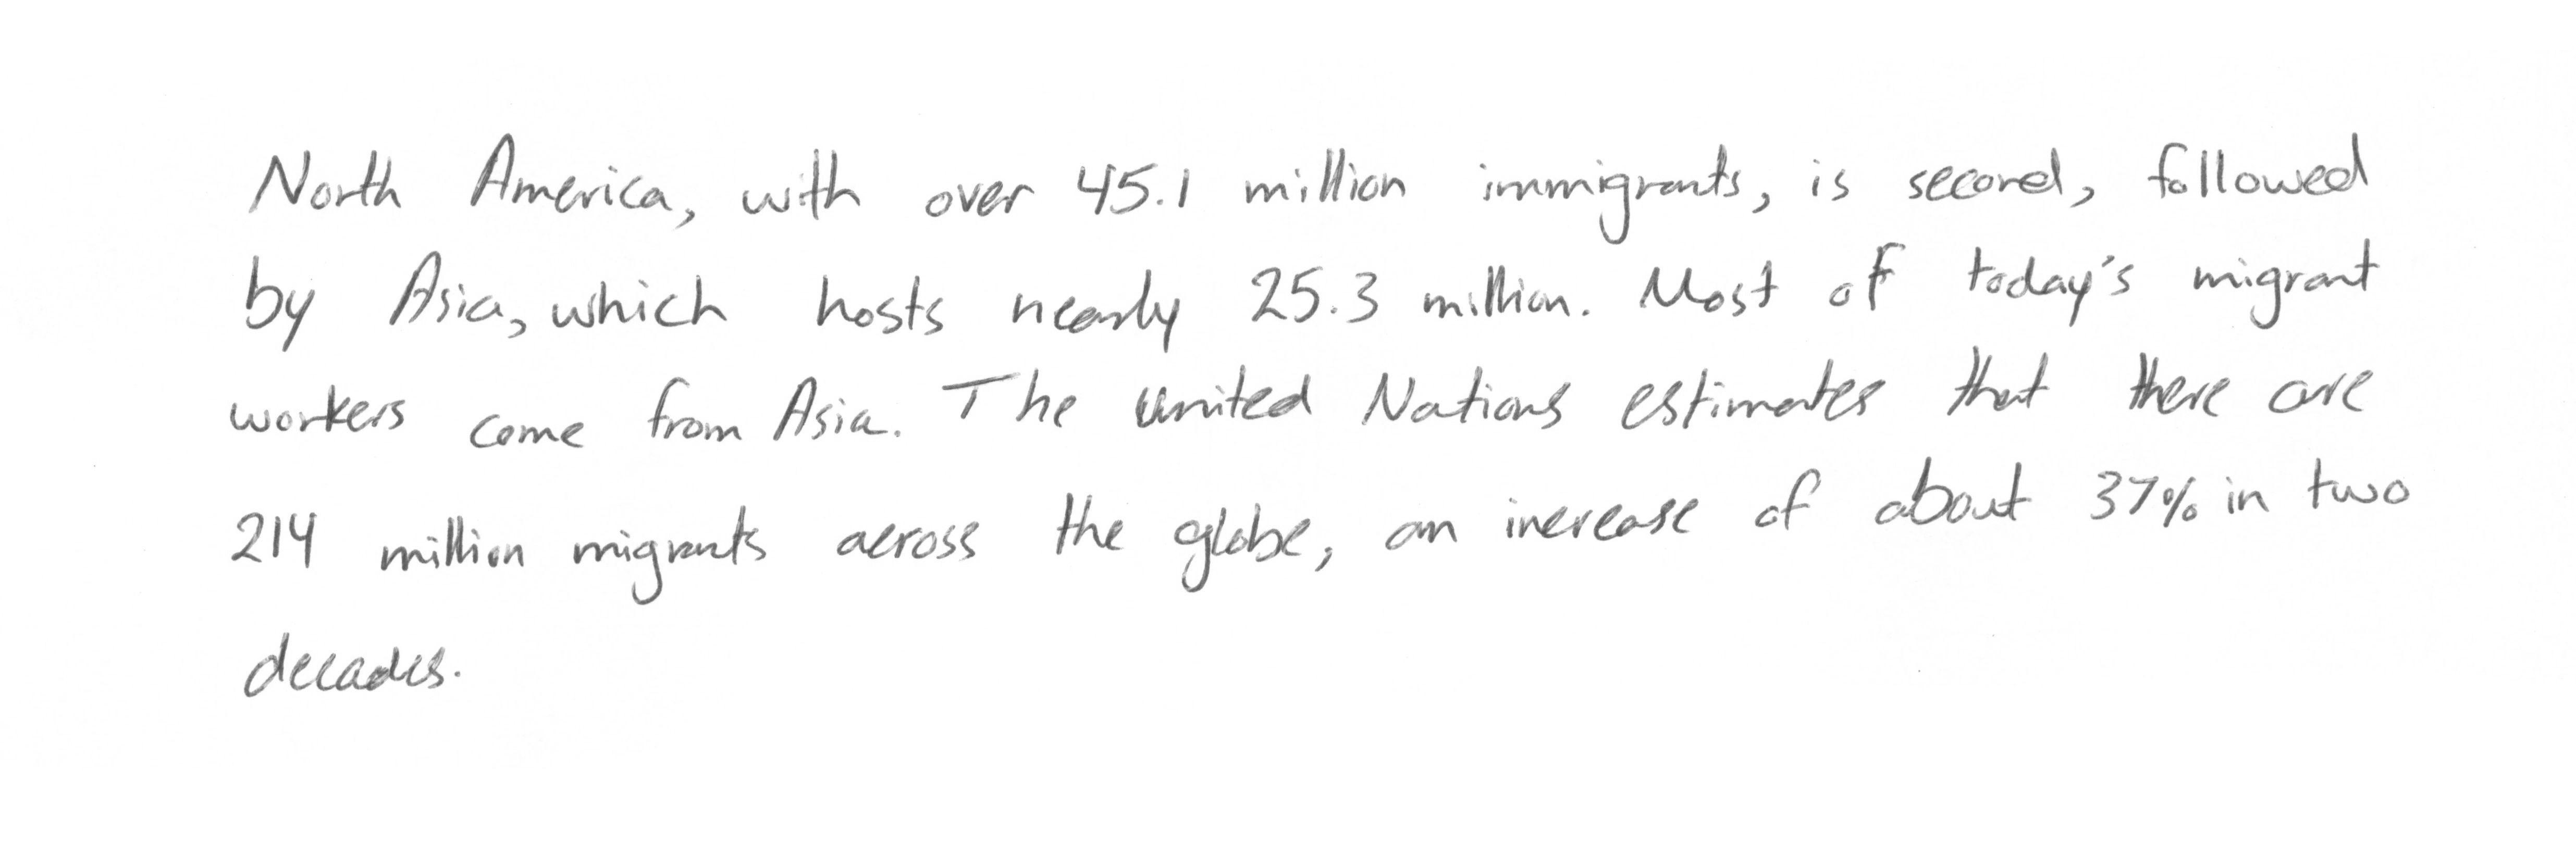 North America, with over 45.1 million immigrants, is second, followed
by Asia, which hosts nearly 25.3 million. Most of today's migrant
workers come from Asia. The United Nations estimates that there are
214 million migrants across the globe, an increase of about 37% in two
decades.